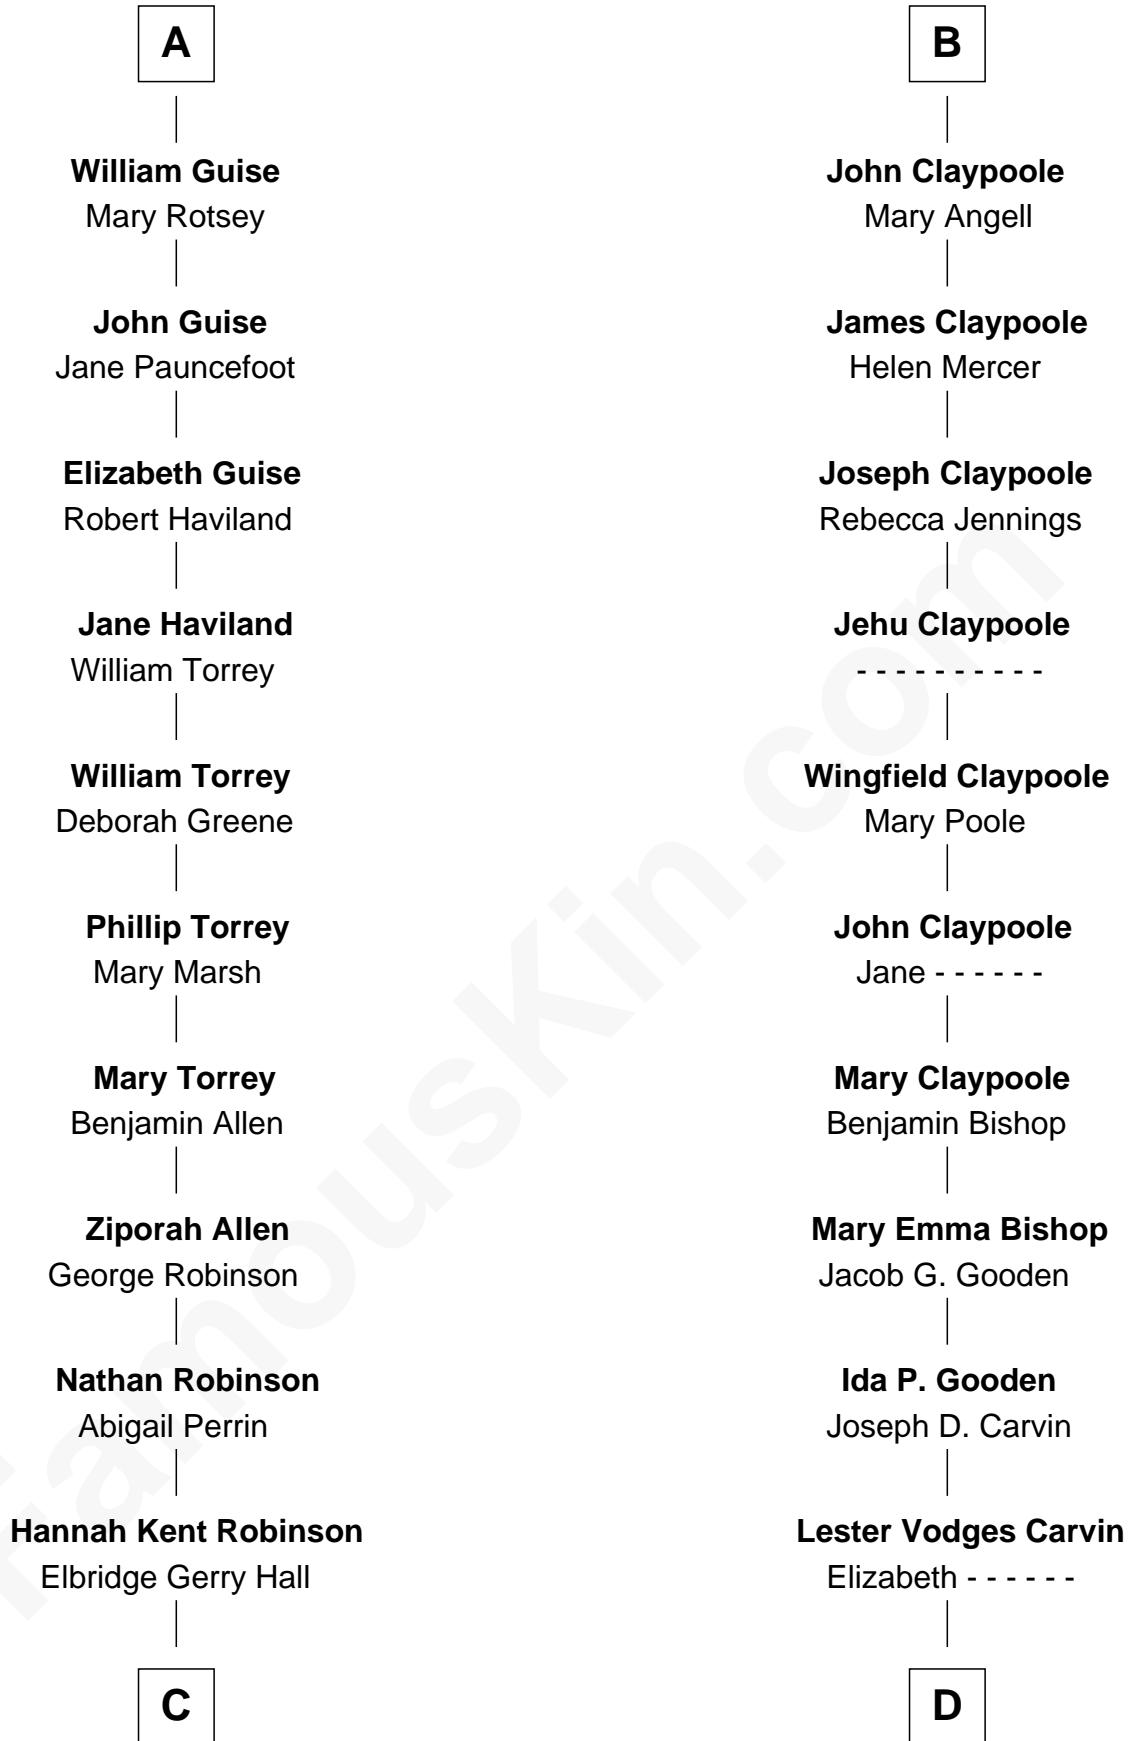 A
William Guise
Mary Rotsey
John Guise
Jane Pauncefoot
Elizabeth Guise
Robert Haviland
Jane Haviland
William Torrey
William Torrey
Deborah Greene
Phillip Torrey
Mary Marsh
Mary Torrey
Benjamin Allen
Ziporah Allen
George Robinson
Nathan Robinson
Abigail Perrin
Hannah Kent Robinson
Elbridge Gerry Hall
C
B
John Claypoole
Mary Angell
James Claypoole
Helen Mercer
Joseph Claypoole
Rebecca Jennings
Jehu Claypoole
- - - - - - - - - -
Wingfield Claypoole
Mary Poole
John Claypoole
Jane - - - - - -
Mary Claypoole
Benjamin Bishop
Mary Emma Bishop
Jacob G. Gooden
Ida P. Gooden
Joseph D. Carvin
Lester Vodges Carvin
Elizabeth - - - - - -
D
FamousKin.com